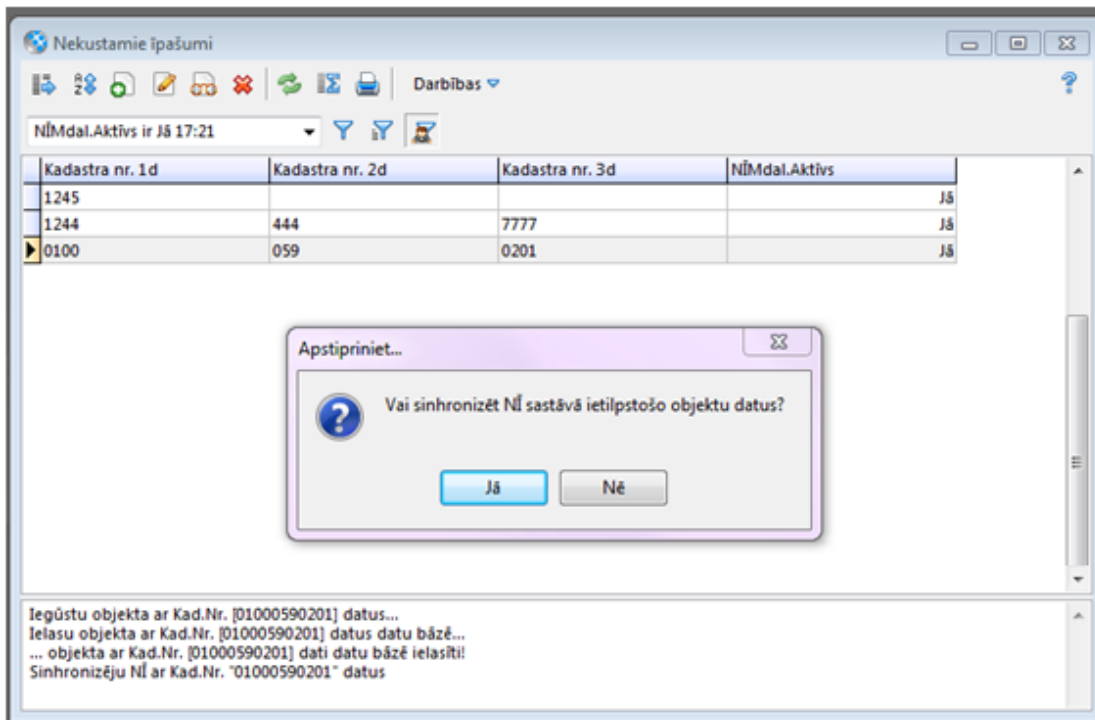 Nekustamie īpašumi
Darbības
NĪMdal.Aktīvs ir Jā 17:21
Kadastra nr. 1d Kadastra nr. 2d Kadastra nr. 3d NĪMdal.Aktīvs
1245 Jā
1244 444 7777 Jā
0100 059 0201 Jā
Apstipriniet...
Vai sinhronizēt NĪ sastāvā ietilpstošo objektu datus?
Jā Nē
Iegūstu objekta ar Kad.Nr. [01000590201] datus...
Ielasu objekta ar Kad.Nr. [01000590201] datus datu bāzē...
... objekta ar Kad.Nr. [01000590201] dati datu bāzē ielasīti!
Sinhronizēju NĪ ar Kad.Nr. "01000590201" datus